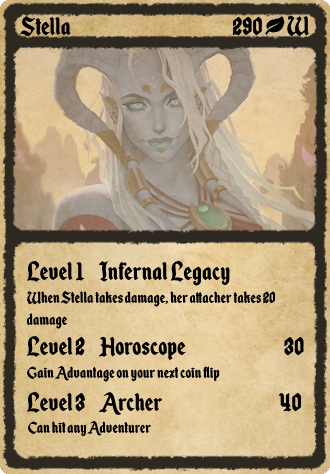 Stella 290 W
Level 1 Infernal Legacy
When Stella takes damage, her attacker takes 20
damage
Level 2 Horoscope 30
Gain Advantage on your next coin flip
Level 3 Archer 40
Can hit any Adventurer